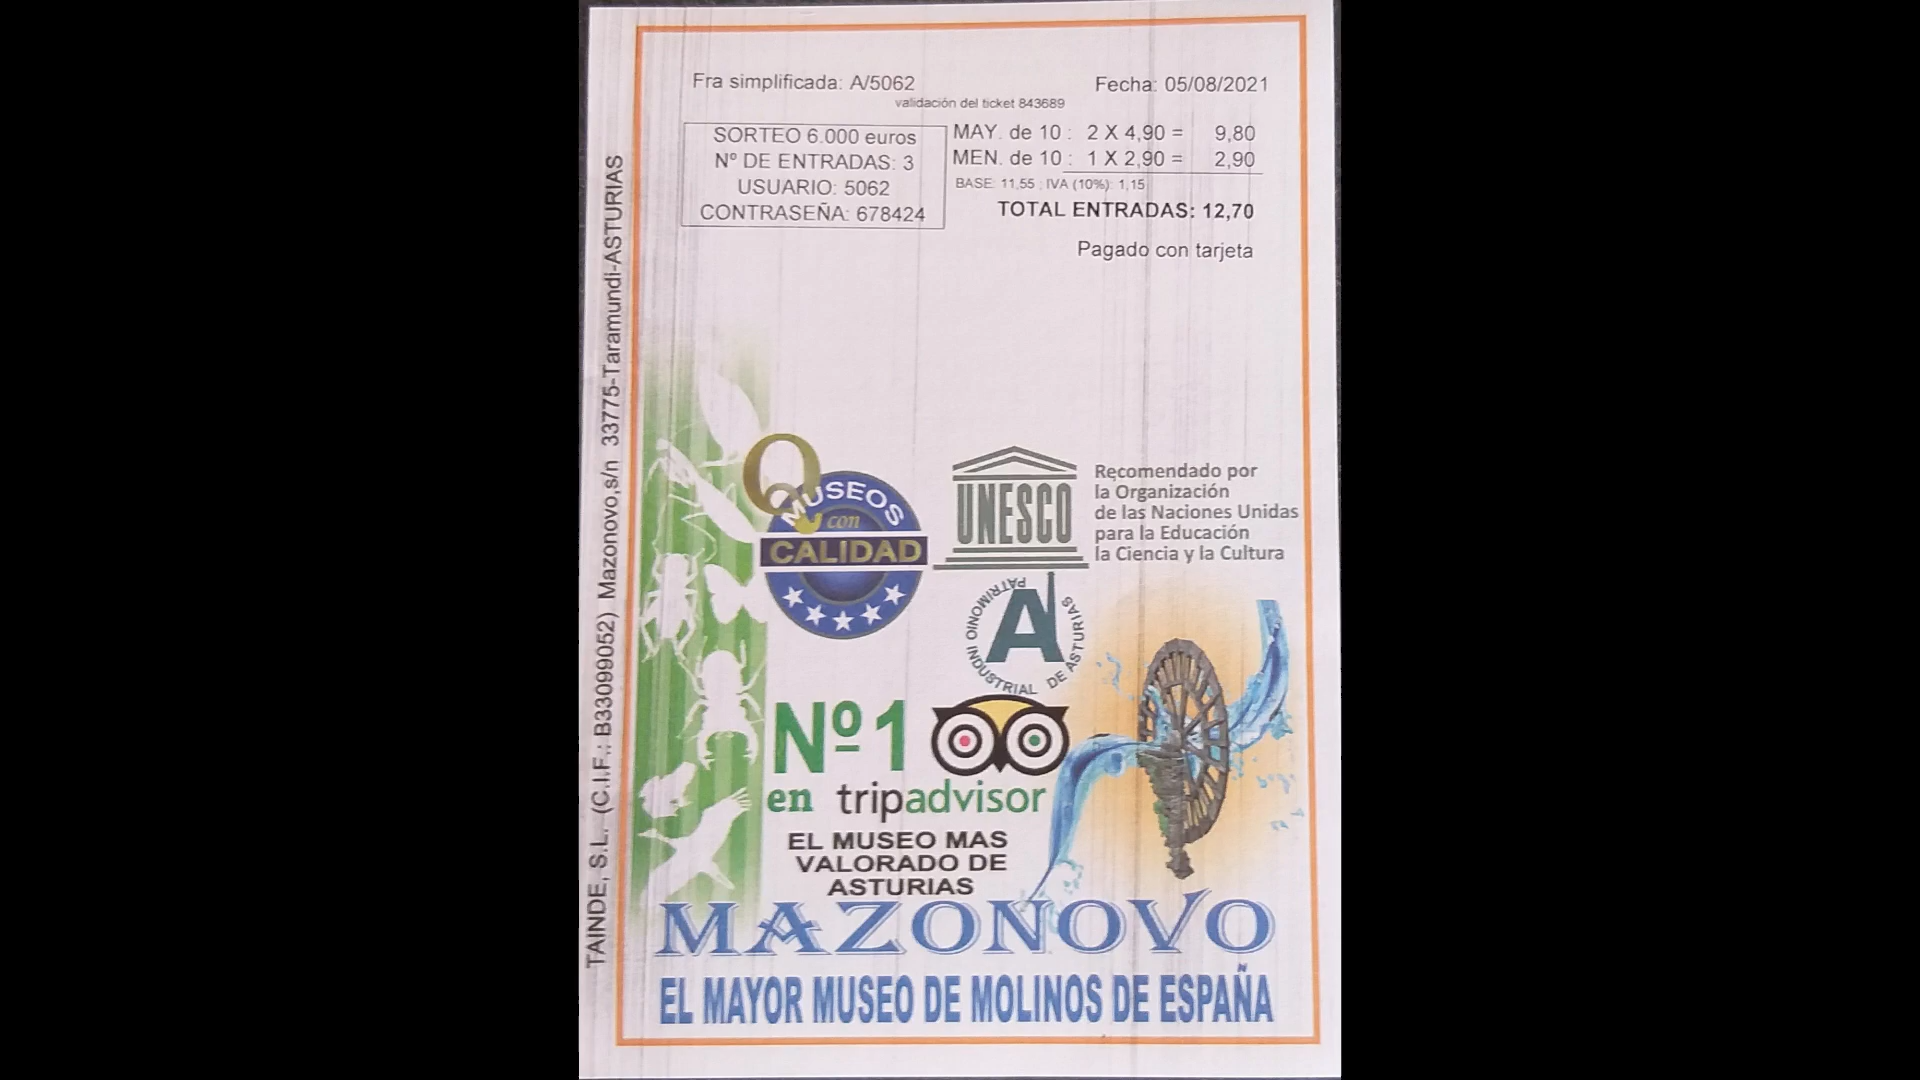 Fra simplificada: A/5062
Fecha: 05/08/2021
validación del ticket 843689
SORTEO 6.000 euros
Nº DE ENTRADAS: 3
USUARIO: 5062
CONTRASEÑA: 678424
MAY. de 10 : 2 X 4,90 = 9,80
MEN. de 10 : 1 X 2,90 = 2,90
BASE: 11,55 ; IVA (10%): 1,15
TOTAL ENTRADAS: 12,70
Pagado con tarjeta
TAINDE, S.L. (C.I.F.: B33099052) Mazonovo,s/n 33775-Taramundi-ASTURIAS
Q MUSEOS
con
CALIDAD
UNESCO
Recomendado por
la Organización
de las Naciones Unidas
para la Educación
la Ciencia y la Cultura
PATRIMONIO INDUSTRIAL DE ASTURIAS
A
Nº 1
en tripadvisor
EL MUSEO MAS
VALORADO DE
ASTURIAS
MAZONOVO
EL MAYOR MUSEO DE MOLINOS DE ESPAÑA